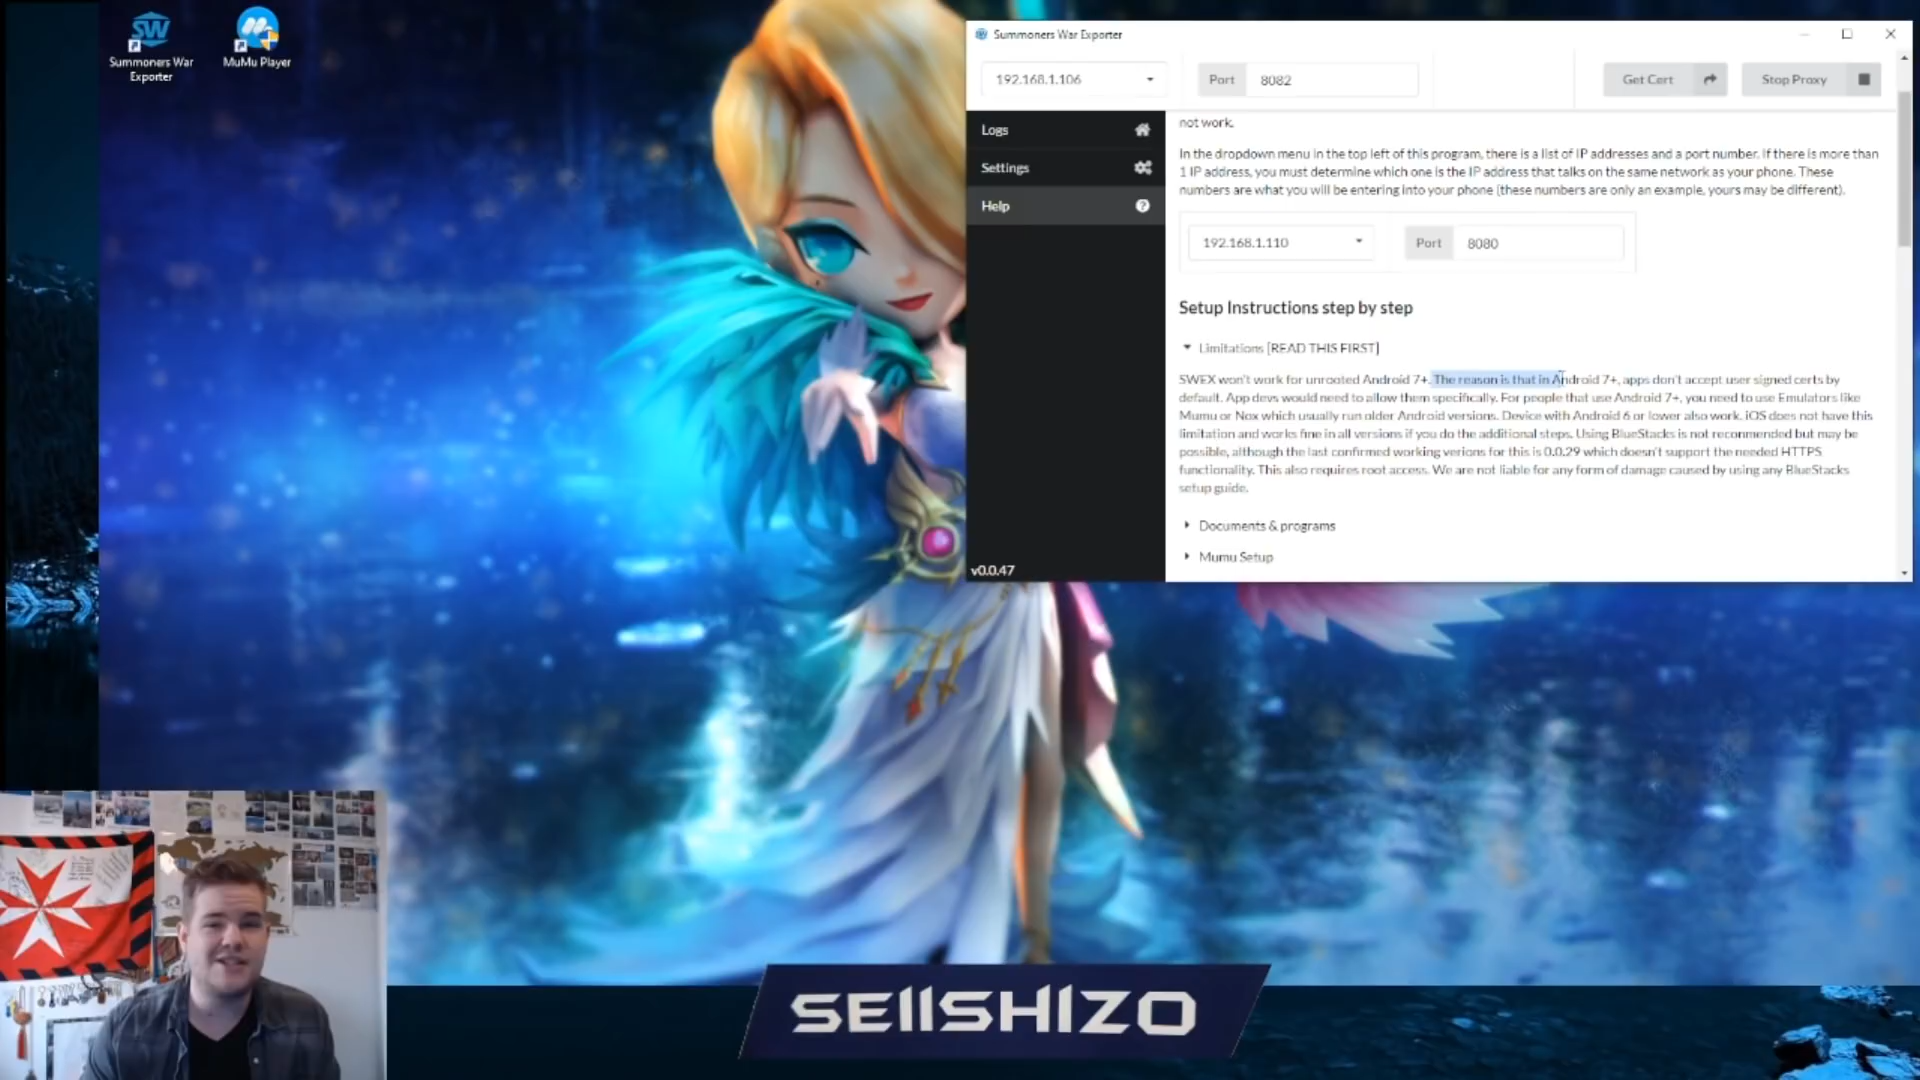 Summoners War
Exporter
MuMu Player
Summoners War Exporter
192.168.1.106
Port
8082
Get Cert
Stop Proxy
Logs
Settings
Help
v0.0.47
not work.
In the dropdown menu in the top left of this program, there is a list of IP addresses and a port number. If there is more than
1 IP address, you must determine which one is the IP address that talks on the same network as your phone. These
numbers are what you will be entering into your phone (these numbers are only an example, yours may be different).
192.168.1.110
Port
8080
Setup Instructions step by step
Limitations [READ THIS FIRST]
SWEX won't work for unrooted Android 7+. The reason is that in Android 7+, apps don't accept user signed certs by
default. App devs would need to allow them specifically. For people that use Android 7+, you need to use Emulators like
Mumu or Nox which usually run older Android versions. Device with Android 6 or lower also work. iOS does not have this
limitation and works fine in all versions if you do the additional steps. Using BlueStacks is not recommended but may be
possible, although the last confirmed working verions for this is 0.0.29 which doesn't support the needed HTTPS
functionality. This also requires root access. We are not liable for any form of damage caused by using any BlueStacks
setup guide.
Documents & programs
Mumu Setup
SEIISHIZO